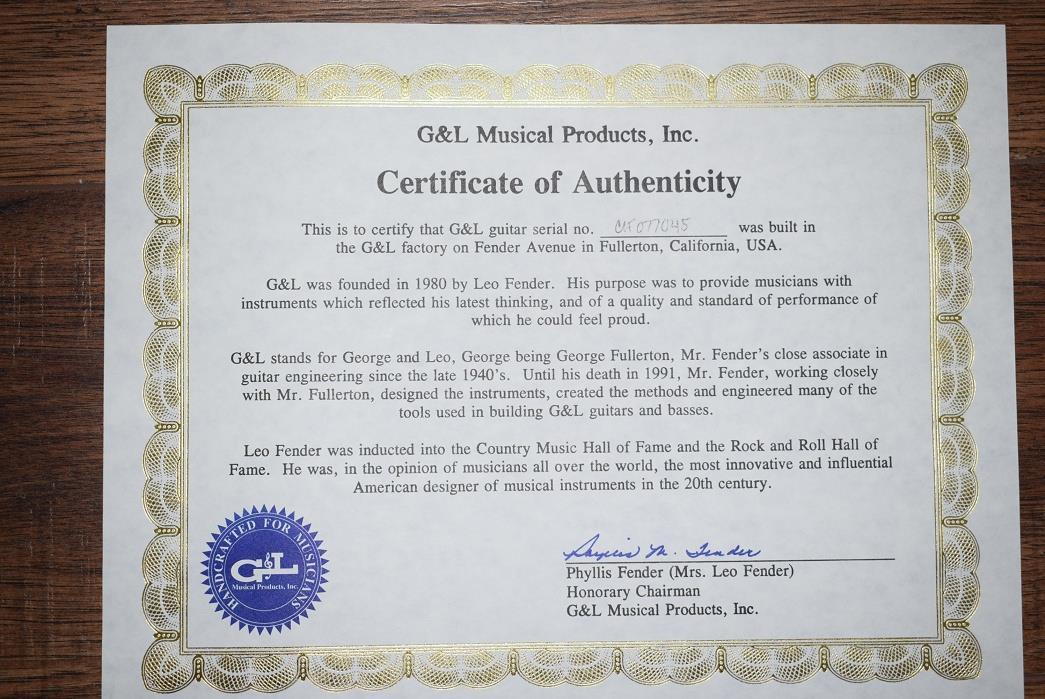 G&L Musical Products, Inc.
Certificate of Authenticity
This is to certify that G&L guitar serial no. CLF077045 was built in
the G&L factory on Fender Avenue in Fullerton, California, USA.
G&L was founded in 1980 by Leo Fender. His purpose was to provide musicians with
instruments which reflected his latest thinking, and of a quality and standard of performance of
which he could feel proud.
G&L stands for George and Leo, George being George Fullerton, Mr. Fender's close associate in
guitar engineering since the late 1940's. Until his death in 1991, Mr. Fender, working closely
with Mr. Fullerton, designed the instruments, created the methods and engineered many of the
tools used in building G&L guitars and basses.
Leo Fender was inducted into the Country Music Hall of Fame and the Rock and Roll Hall of
Fame. He was, in the opinion of musicians all over the world, the most innovative and influential
American designer of musical instruments in the 20th century.
HANDCRAFTED FOR MUSICIANS
G&L
Musical Products, Inc.
Phyllis M. Fender
Phyllis Fender (Mrs. Leo Fender)
Honorary Chairman
G&L Musical Products, Inc.